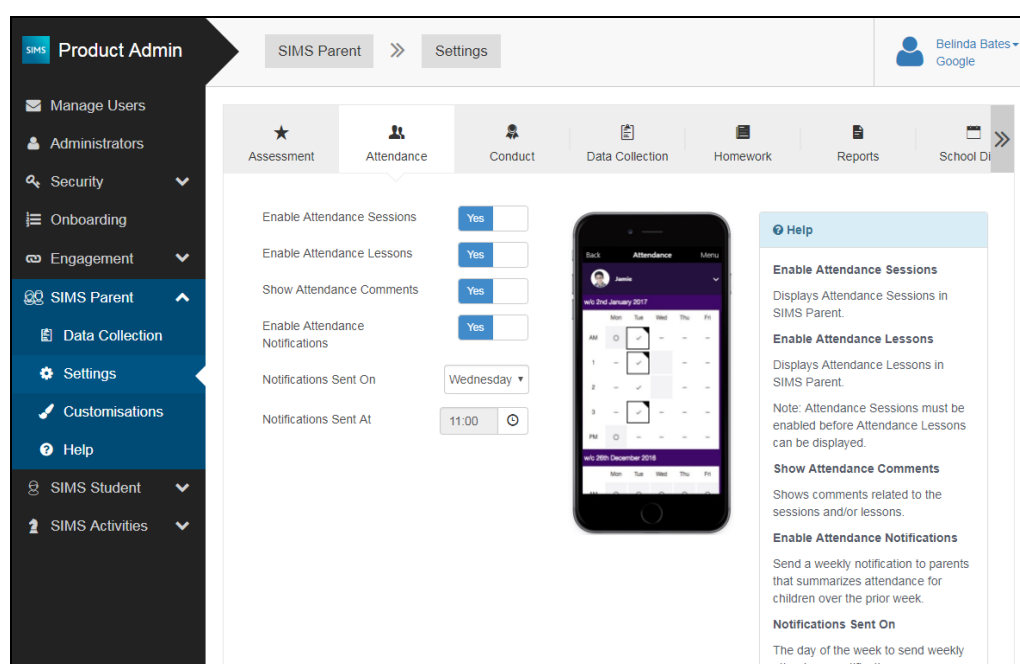 SIMS Product Admin
SIMS Parent
Settings
Belinda Bates
Google
Manage Users
Administrators
Security
Onboarding
Engagement
SIMS Parent
Data Collection
Settings
Customisations
Help
SIMS Student
SIMS Activities
Assessment
Attendance
Conduct
Data Collection
Homework
Reports
School Di
Enable Attendance Sessions
Yes
Enable Attendance Lessons
Yes
Show Attendance Comments
Yes
Enable Attendance
Notifications
Yes
Notifications Sent On
Wednesday
Notifications Sent At
11:00
Back Attendance Menu
Jamie
w/c 2nd January 2017
Mon Tue Wed Thu Fri
AM
1
2
3
PM
w/c 26th December 2016
Mon Tue Wed Thu Fri
Help
Enable Attendance Sessions
Displays Attendance Sessions in
SIMS Parent.
Enable Attendance Lessons
Displays Attendance Lessons in
SIMS Parent.
Note: Attendance Sessions must be
enabled before Attendance Lessons
can be displayed.
Show Attendance Comments
Shows comments related to the
sessions and/or lessons.
Enable Attendance Notifications
Send a weekly notification to parents
that summarizes attendance for
children over the prior week.
Notifications Sent On
The day of the week to send weekly